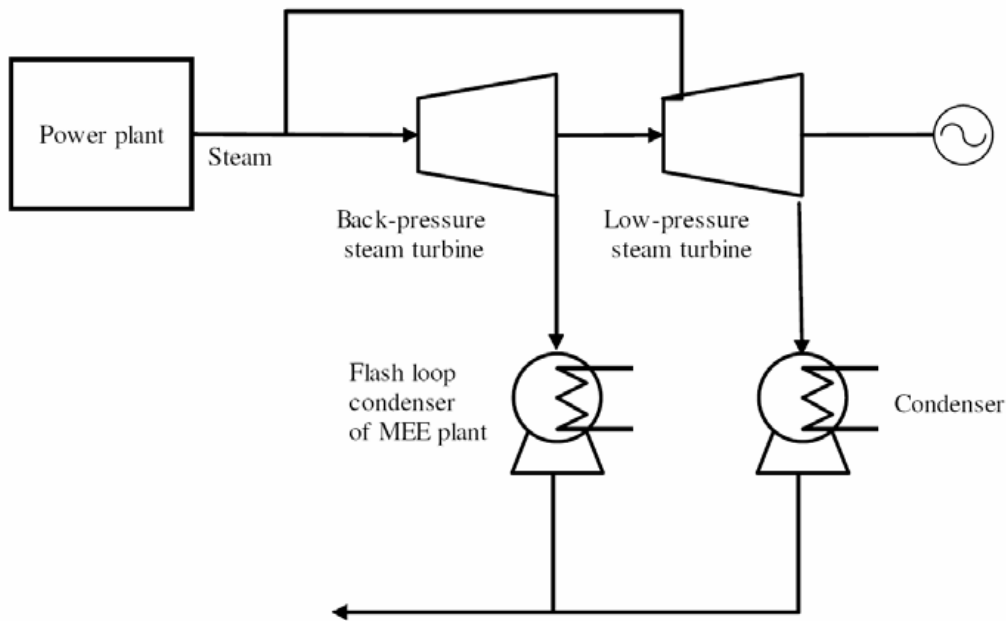 Power plant
Steam
Back-pressure
steam turbine
Low-pressure
steam turbine
Flash loop
condenser
of MEE plant
Condenser